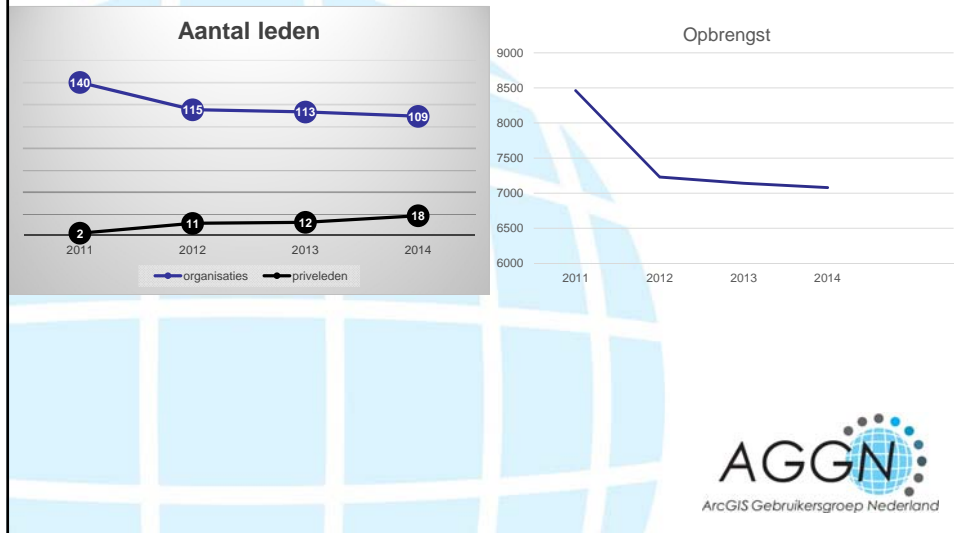 Aantal leden
140
115
113
109
2
11
12
18
2011 2012 2013 2014
organisaties priveleden
Opbrengst
9000
8500
8000
7500
7000
6500
6000
2011 2012 2013 2014
AGGN
ArcGIS Gebruikersgroep Nederland